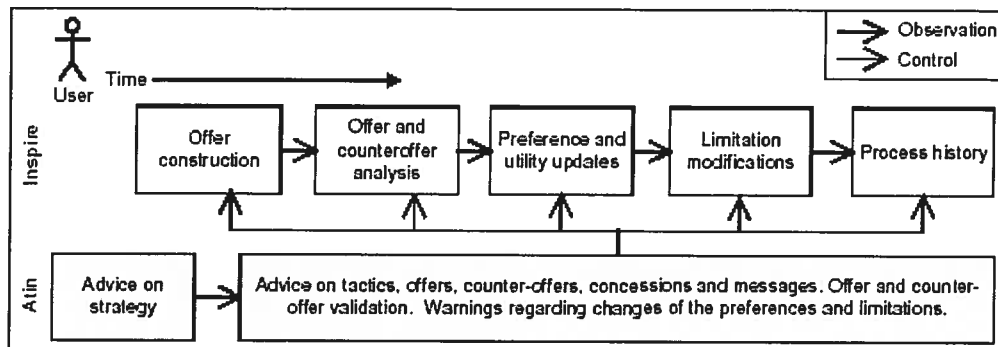 Observation
Control
User
Time
Inspire
Offer
construction
Offer and
counteroffer
analysis
Preference and
utility updates
Limitation
modifications
Process history
Atin
Advice on
strategy
Advice on tactics, offers, counter-offers, concessions and messages. Offer and counter-
offer validation. Warnings regarding changes of the preferences and limitations.